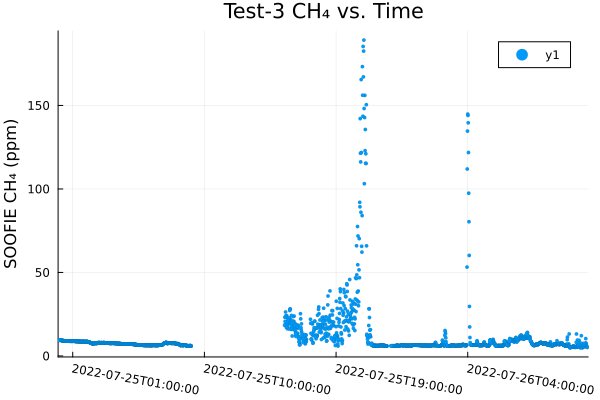 Test-3 CH₄ vs. Time
y1
SOOFIE CH₄ (ppm)
150
100
50
0
2022-07-25T01:00:00
2022-07-25T10:00:00
2022-07-25T19:00:00
2022-07-26T04:00:00